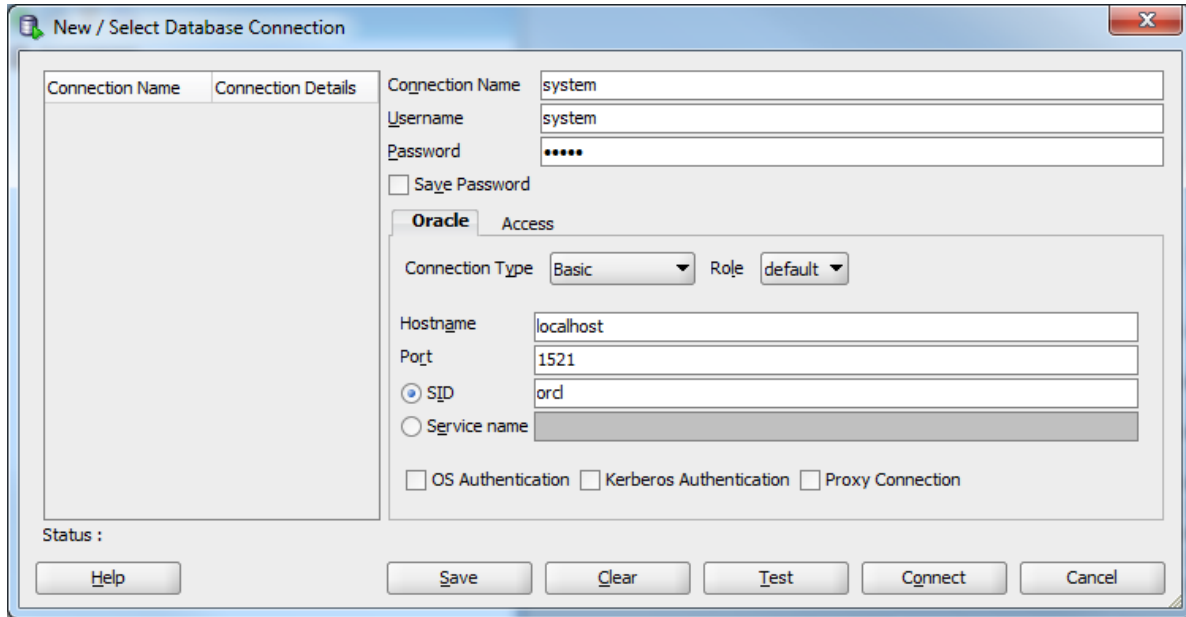 New / Select Database Connection
Connection Name Connection Details
Connection Name system
Username system
Password •••••
Save Password
Oracle Access
Connection Type Basic Role default
Hostname localhost
Port 1521
SID orcl
Service name
OS Authentication Kerberos Authentication Proxy Connection
Status :
Help Save Clear Test Connect Cancel